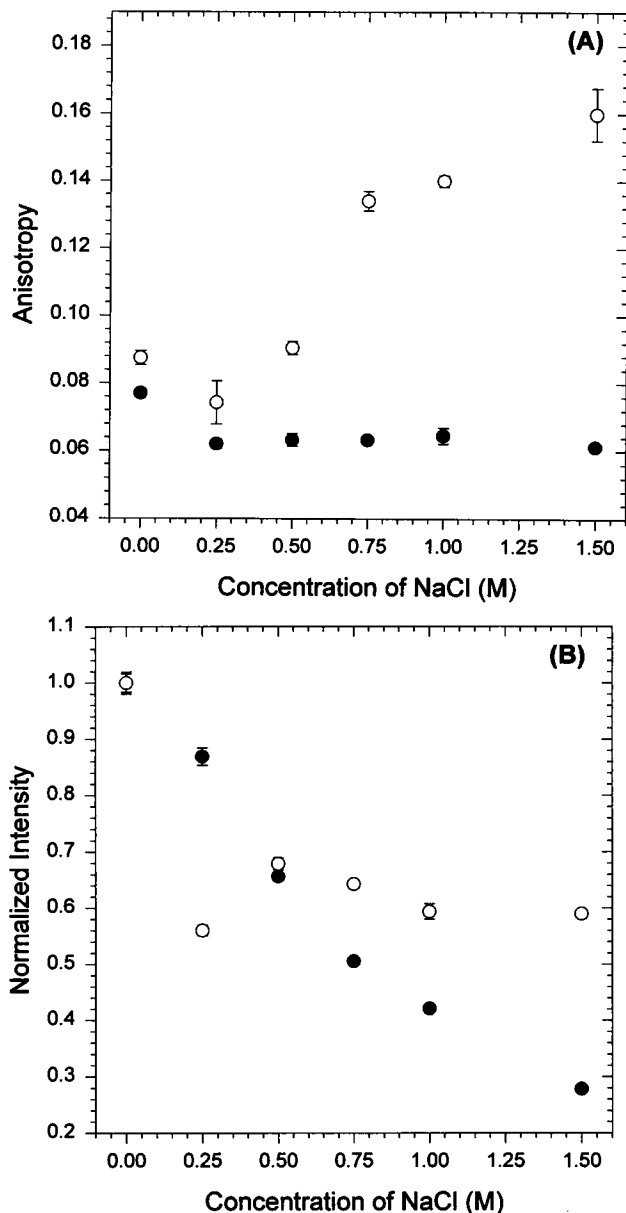 (A)
0.18
0.16
0.14
0.12
0.10
0.08
0.06
0.04
Anisotropy
0.00 0.25 0.50 0.75 1.00 1.25 1.50
Concentration of NaCl (M)
(B)
1.1
1.0
0.9
0.8
0.7
0.6
0.5
0.4
0.3
0.2
Normalized Intensity
0.00 0.25 0.50 0.75 1.00 1.25 1.50
Concentration of NaCl (M)